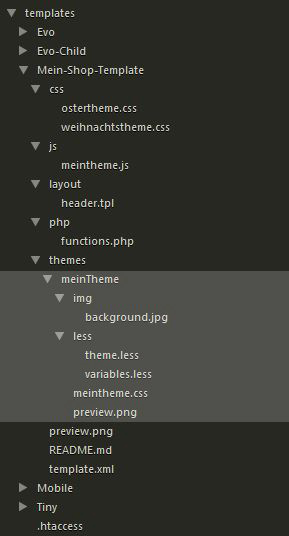 templates
Evo
Evo-Child
Mein-Shop-Template
css
ostertheme.css
weihnachtstheme.css
js
meintheme.js
layout
header.tpl
php
functions.php
themes
meinTheme
img
background.jpg
less
theme.less
variables.less
meintheme.css
preview.png
preview.png
README.md
template.xml
Mobile
Tiny
.htaccess